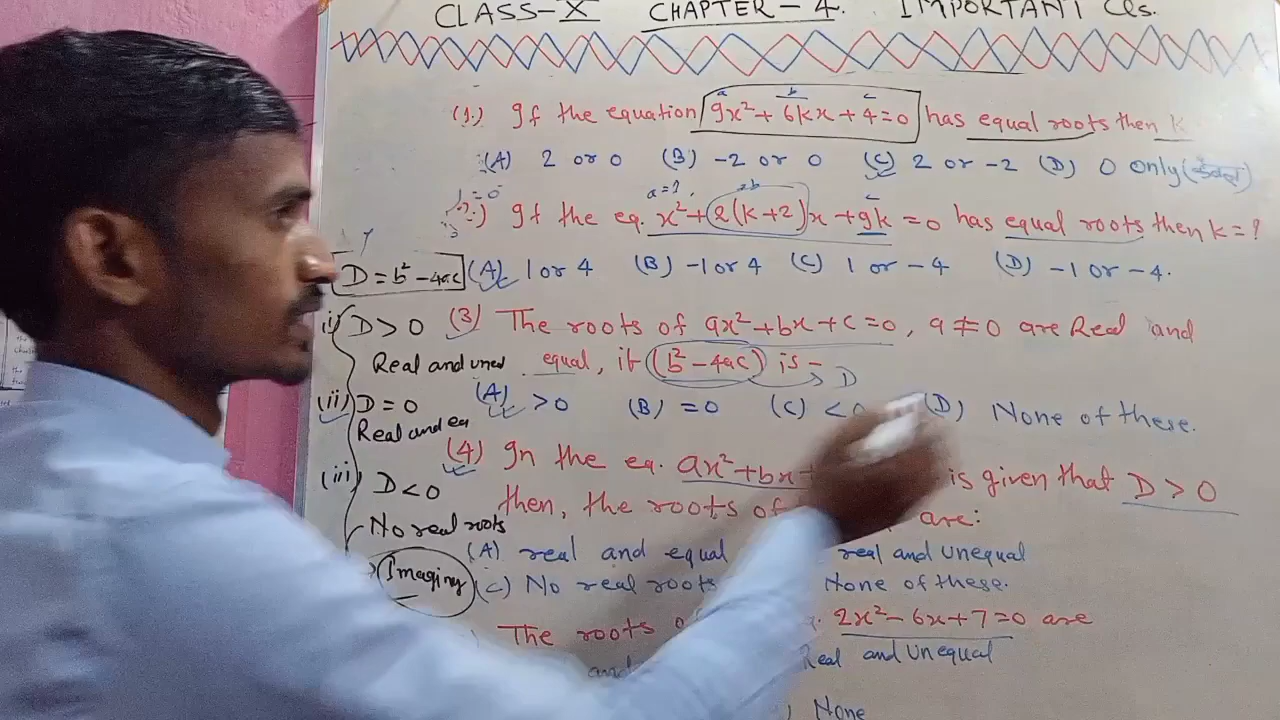 CLASS-X CHAPTER-4. IMPORTANT Qs.
(1.) If the equation 9x²+6kx+4=0 has equal roots then k
a b c
(A) 2 or 0 (B) -2 or 0 (C) 2 or -2 (D) 0 only
a=? 2b c
2.) If the eq. x²+2(k+2)x+9k=0 has equal roots then k=?
D=b²-4ac
(A) 1 or 4 (B) -1 or 4 (C) 1 or -4 (D) -1 or -4.
i) D>0
Real and uneq
(3) The roots of ax²+bx+c=0, a≠0 are Real and
equal, if (b²-4ac) is -
D
(A) >0 (B) =0 (C) <0 (D) None of these.
(ii) D=0
Real and eq
(iii) D<0
No real roots
Imaginy
(4) In the eq. ax²+bx+ is given that D>0
then, the roots of are:
(A) real and equal real and unequal
(C) No real roots None of these.
The roots 2x²-6x+7=0 are
and Real and Unequal
None